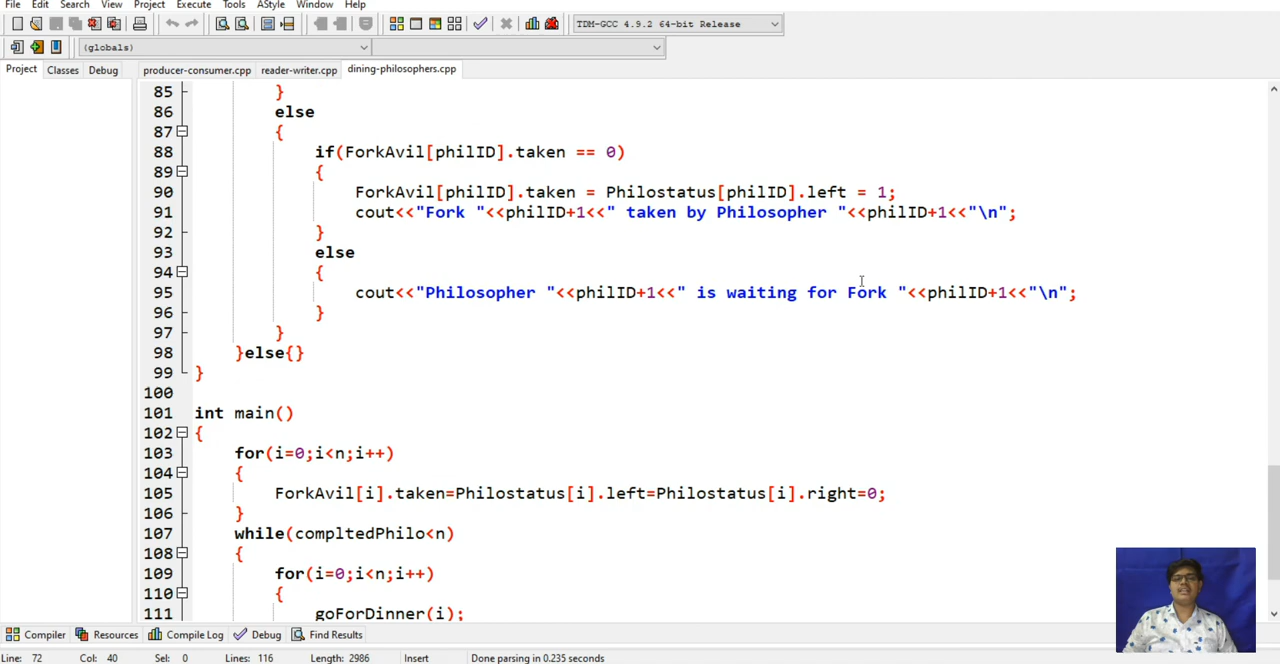 File Edit Search View Project Execute Tools AStyle Window Help
TDM-GCC 4.9.2 64-bit Release
(globals)
Project Classes Debug producer-consumer.cpp reader-writer.cpp dining-philosophers.cpp
85 }
86 else
87 {
88 if(ForkAvil[philID].taken == 0)
89 {
90 ForkAvil[philID].taken = Philostatus[philID].left = 1;
91 cout<<"Fork "<<philID+1<<" taken by Philosopher "<<philID+1<<"\n";
92 }
93 else
94 {
95 cout<<"Philosopher "<<philID+1<<" is waiting for Fork "<<philID+1<<"\n";
96 }
97 }
98 }else{}
99 }
100
101 int main()
102 {
103 for(i=0;i<n;i++)
104 {
105 ForkAvil[i].taken=Philostatus[i].left=Philostatus[i].right=0;
106 }
107 while(compltedPhilo<n)
108 {
109 for(i=0;i<n;i++)
110 {
111 goForDinner(i);
Compiler Resources Compile Log Debug Find Results
Line: 72 Col: 40 Sel: 0 Lines: 116 Length: 2986 Insert Done parsing in 0.235 seconds